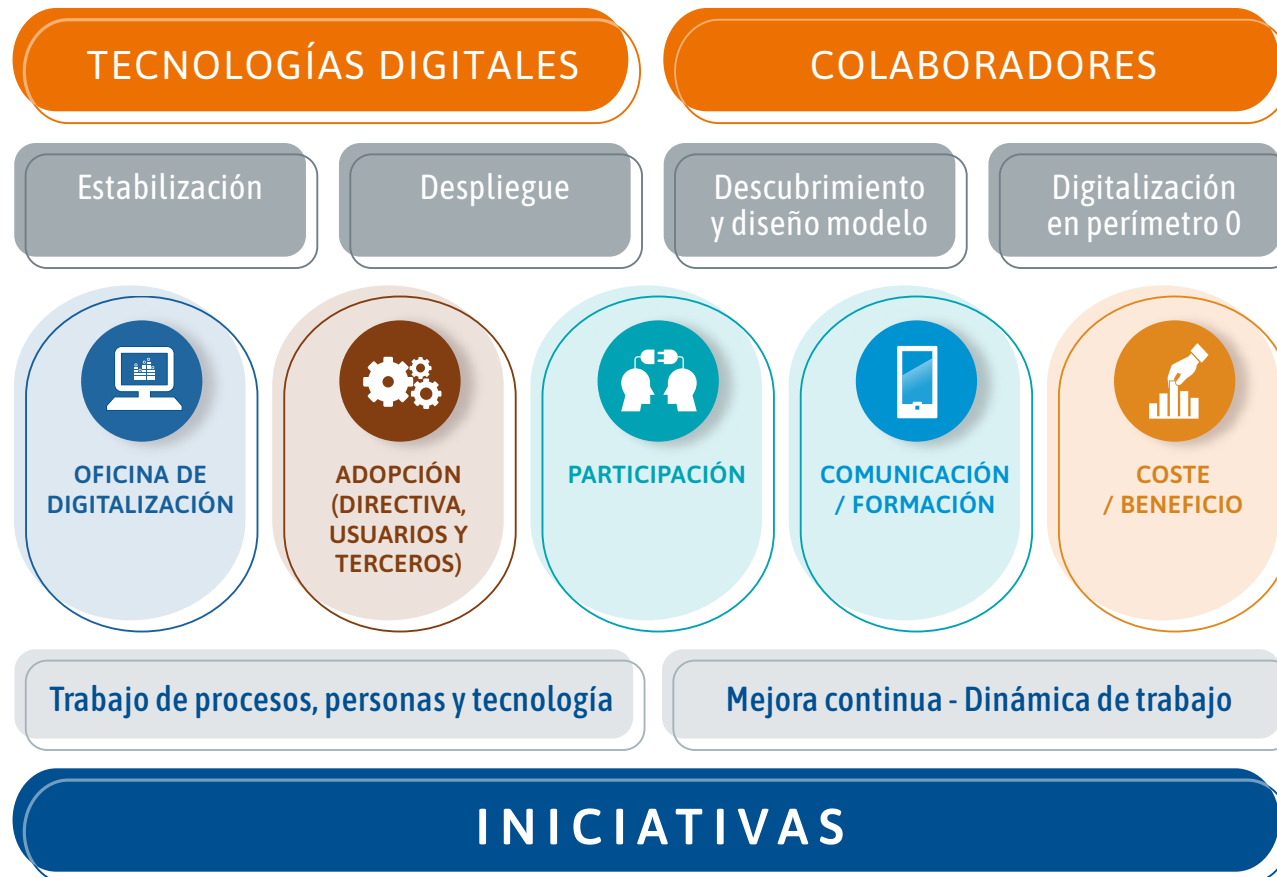 TECNOLOGÍAS DIGITALES
COLABORADORES
Estabilización
Despliegue
Descubrimiento
y diseño modelo
Digitalización
en perímetro 0
OFICINA DE
DIGITALIZACIÓN
ADOPCIÓN
(DIRECTIVA,
USUARIOS Y
TERCEROS)
PARTICIPACIÓN
COMUNICACIÓN
/ FORMACIÓN
COSTE
/ BENEFICIO
Trabajo de procesos, personas y tecnología
Mejora continua - Dinámica de trabajo
INICIATIVAS